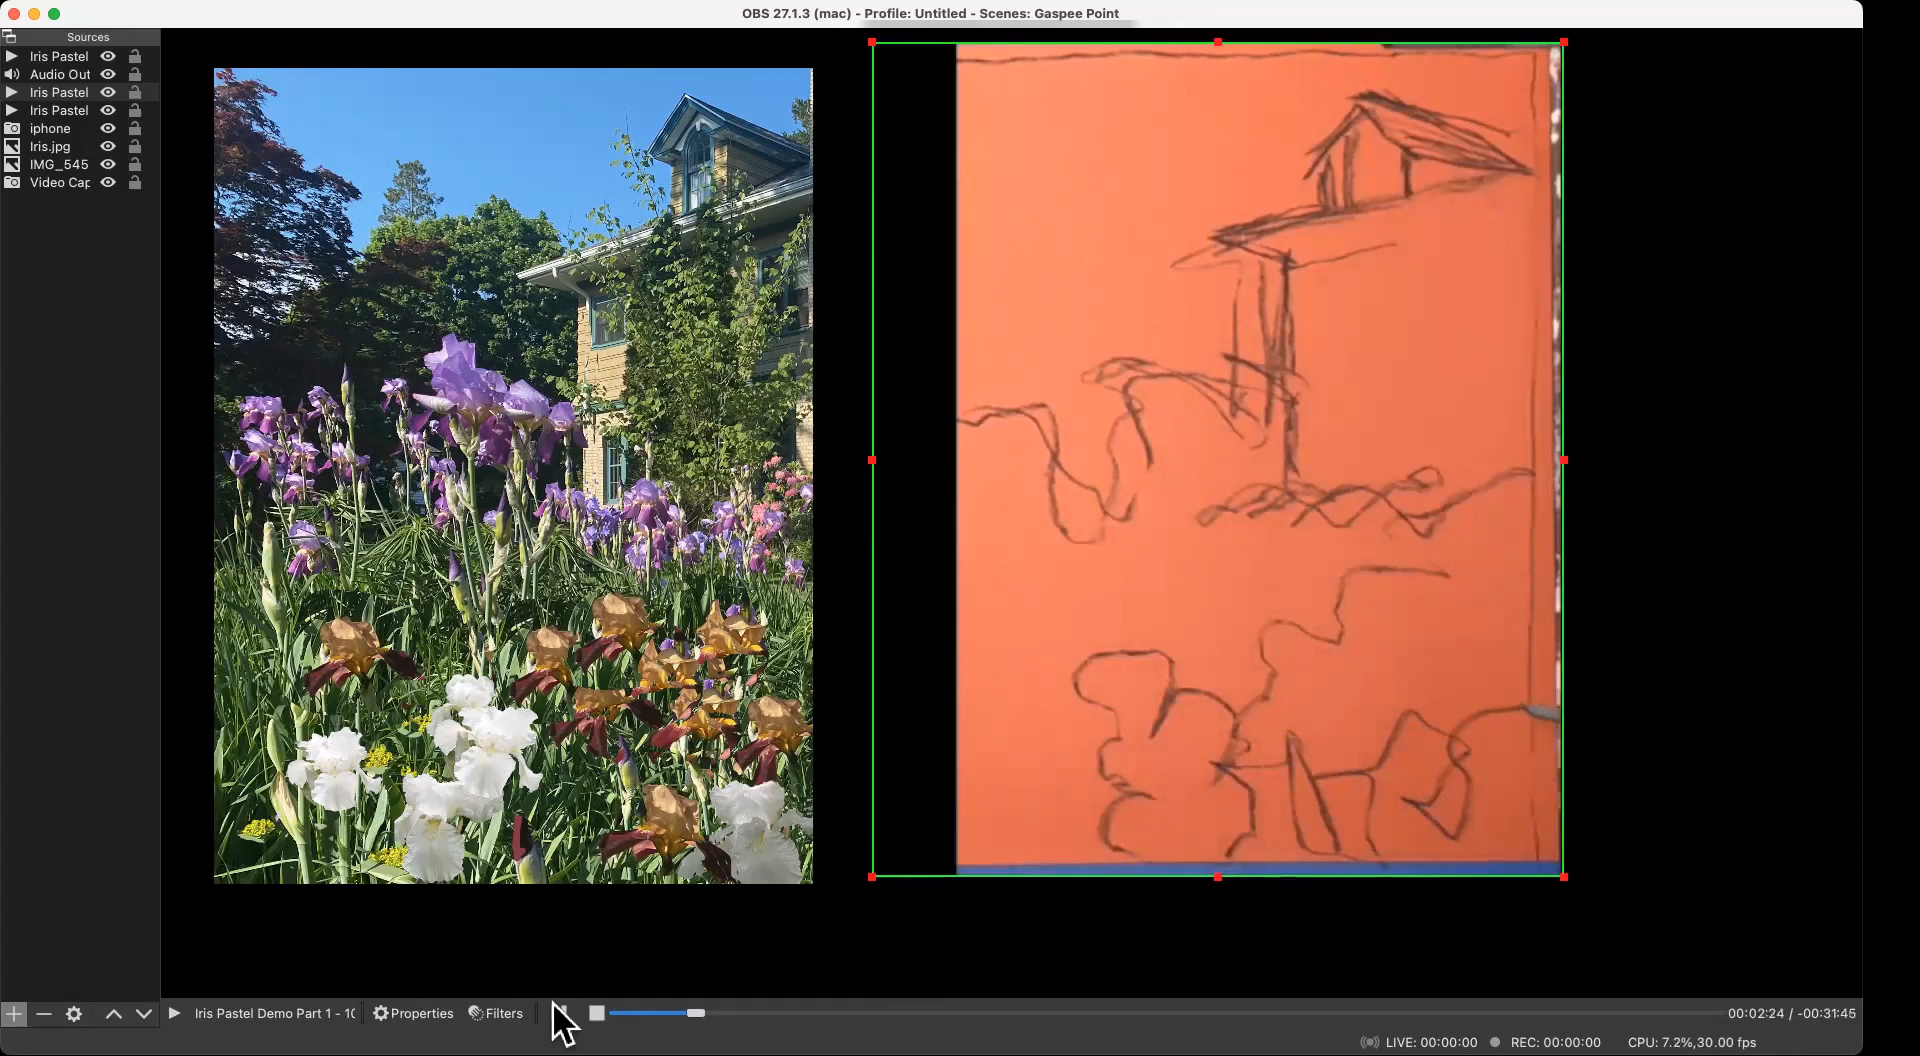 OBS 27.1.3 (mac) - Profile: Untitled - Scenes: Gaspee Point
Sources
Iris Pastel
Audio Out
Iris Pastel
Iris Pastel
iphone
Iris.jpg
IMG_545
Video Cap
Iris Pastel Demo Part 1 - 10
Properties
Filters
00:02:24 / -00:31:45
LIVE: 00:00:00
REC: 00:00:00
CPU: 7.2%,30.00 fps